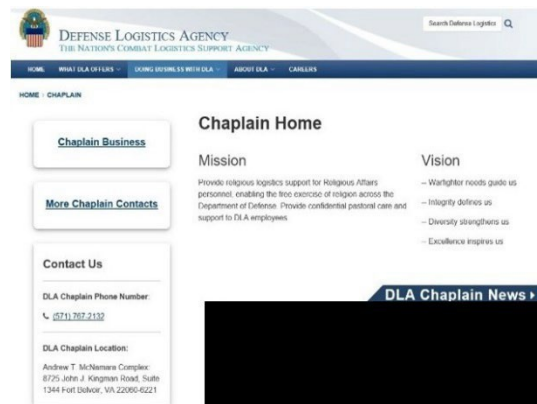 DEFENSE LOGISTICS AGENCY
THE NATION'S COMBAT LOGISTICS SUPPORT AGENCY
Search Defense Logistics
HOME WHAT DLA OFFERS DOING BUSINESS WITH DLA ABOUT DLA CAREERS
HOME / CHAPLAIN
Chaplain Business
More Chaplain Contacts
Contact Us
DLA Chaplain Phone Number:
(571) 767-2132
DLA Chaplain Location:
Andrew T. McNamara Complex
8725 John J. Kingman Road, Suite
1344 Fort Belvoir, VA 22060-6221
Chaplain Home
Mission
Provide religious logistics support for Religious Affairs
personnel, enabling the free exercise of religion across the
Department of Defense. Provide confidential pastoral care and
support to DLA employees.
Vision
– Warfighter needs guide us
– Integrity defines us
– Diversity strengthens us
– Excellence inspires us
DLA Chaplain News